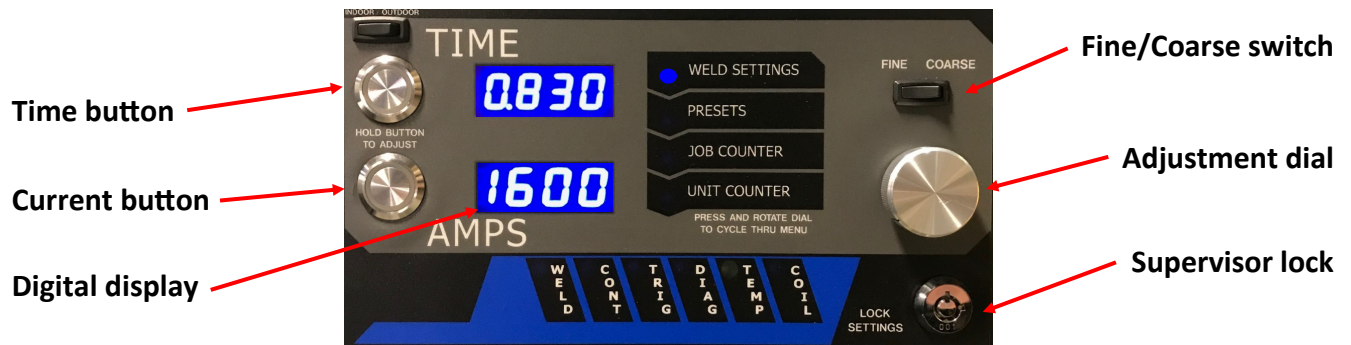 INDOOR / OUTDOOR
TIME
0.830
Time button
HOLD BUTTON
TO ADJUST
Current button
1600
AMPS
Digital display
WELD SETTINGS
PRESETS
JOB COUNTER
UNIT COUNTER
PRESS AND ROTATE DIAL
TO CYCLE THRU MENU
FINE COARSE
Fine/Coarse switch
Adjustment dial
Supervisor lock
WELD
CONT
TRIG
DIAG
TEMP
COIL
LOCK
SETTINGS
001